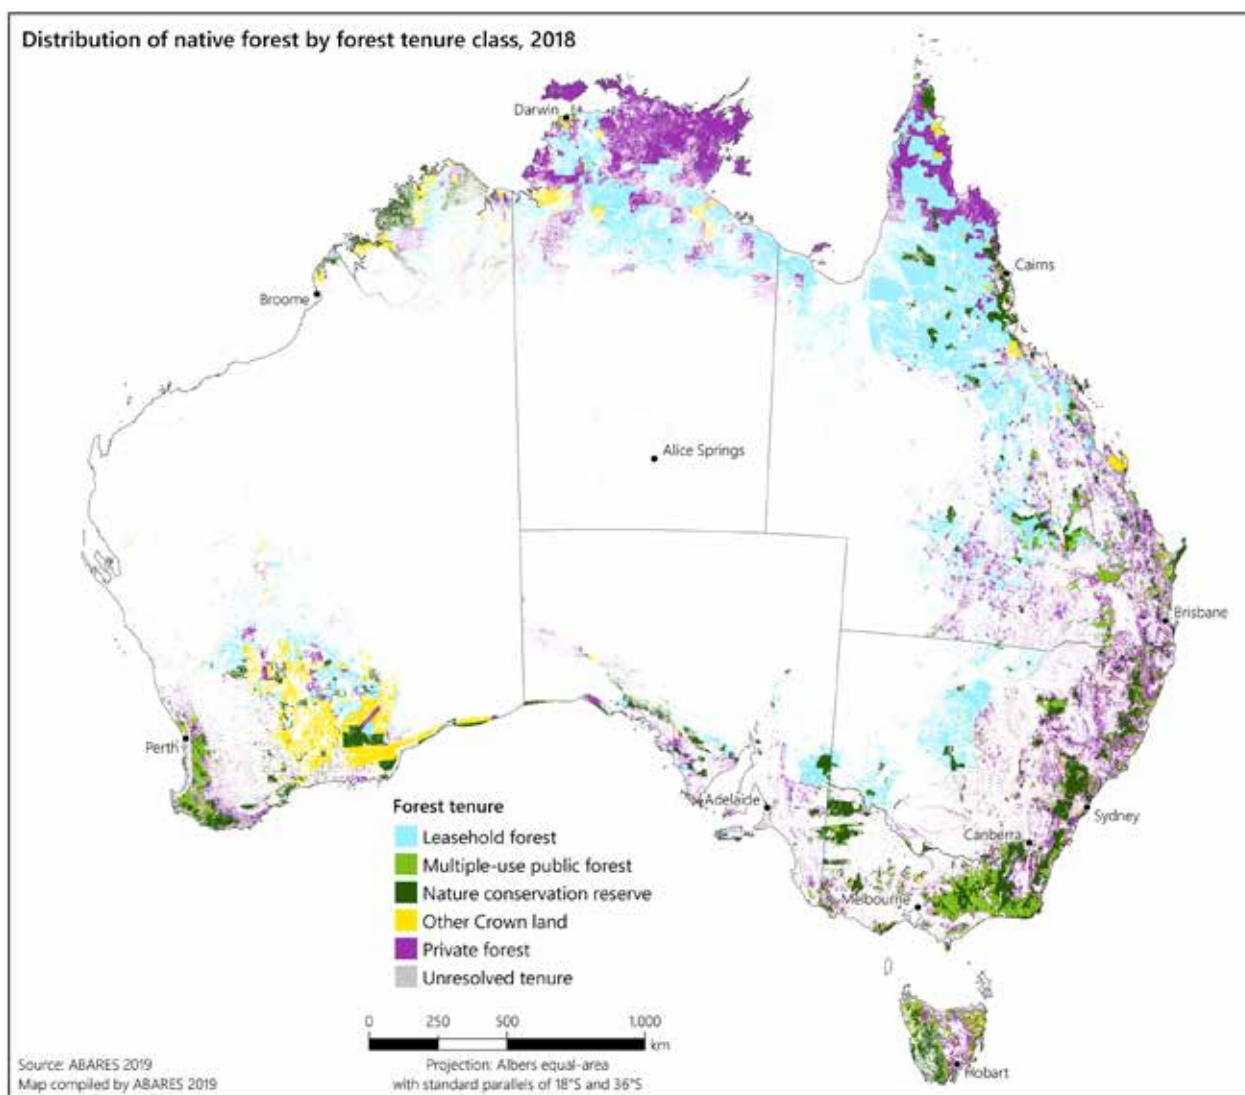 Distribution of native forest by forest tenure class, 2018
Darwin
Cairns
Broome
Alice Springs
Brisbane
Perth
Adelaide
Sydney
Canberra
Melbourne
Hobart
Forest tenure
Leasehold forest
Multiple-use public forest
Nature conservation reserve
Other Crown land
Private forest
Unresolved tenure
0 250 500 1,000
km
Source: ABARES 2019
Map compiled by ABARES 2019
Projection: Albers equal-area
with standard parallels of 18°S and 36°S